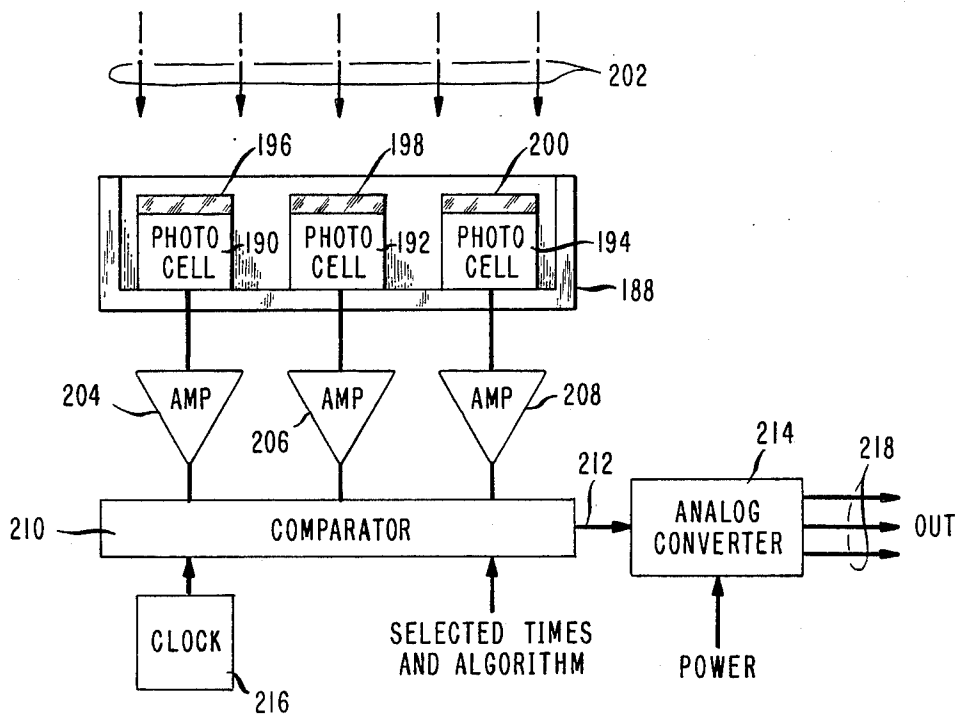 202
196
198
200
PHOTO
CELL
190
PHOTO
CELL
192
PHOTO
CELL
194
188
204
AMP
206
AMP
AMP
208
210
COMPARATOR
212
214
ANALOG
CONVERTER
218
OUT
CLOCK
216
SELECTED TIMES
AND ALGORITHM
POWER